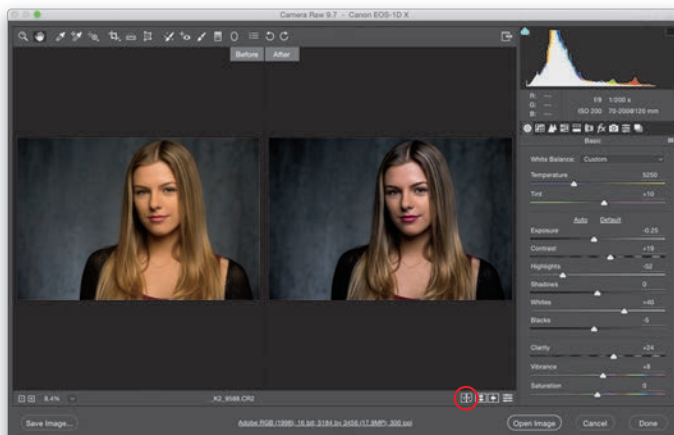 Camera Raw 9.7 - Canon EOS-1D X
Before After
R: ---
G: ---
B: ---
f/9 1/200 s
ISO 200 70-200@120 mm
Basic
White Balance: Custom
Temperature 5250
Tint +10
Auto Default
Exposure -0.25
Contrast +19
Highlights -52
Shadows 0
Whites +40
Blacks -5
Clarity +24
Vibrance +8
Saturation 0
8.4% _K2_9588.CR2
Save Image... Adobe RGB (1998); 16 bit; 5184 by 3456 (17.9MP); 300 ppi Open Image Cancel Done